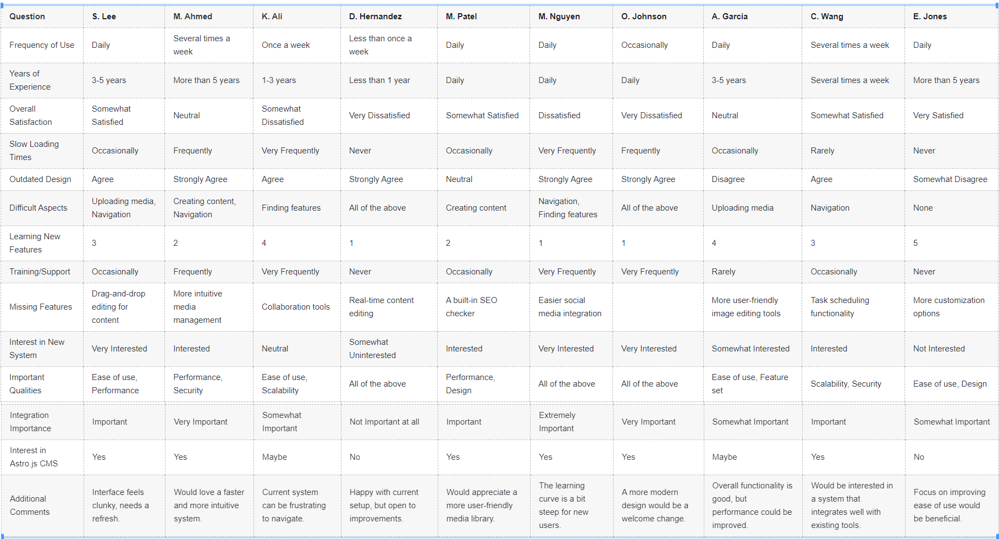 Question S. Lee M. Ahmed K. Ali D. Hernandez M. Patel M. Nguyen O. Johnson A. Garcia C. Wang E. Jones
Frequency of Use Daily Several times a week Once a week Less than once a week Daily Daily Occasionally Daily Several times a week Daily
Years of Experience 3-5 years More than 5 years 1-3 years Less than 1 year Daily Daily Daily 3-5 years Several times a week More than 5 years
Overall Satisfaction Somewhat Satisfied Neutral Somewhat Dissatisfied Very Dissatisfied Somewhat Satisfied Dissatisfied Very Dissatisfied Neutral Somewhat Satisfied Very Satisfied
Slow Loading Times Occasionally Frequently Very Frequently Never Occasionally Very Frequently Frequently Occasionally Rarely Never
Outdated Design Agree Strongly Agree Agree Strongly Agree Neutral Strongly Agree Strongly Agree Disagree Agree Somewhat Disagree
Difficult Aspects Uploading media, Navigation Creating content, Navigation Finding features All of the above Creating content Navigation, Finding features All of the above Uploading media Navigation None
Learning New Features 3 2 4 1 2 1 1 4 3 5
Training/Support Occasionally Frequently Very Frequently Never Occasionally Very Frequently Very Frequently Rarely Occasionally Never
Missing Features Drag-and-drop editing for content More intuitive media management Collaboration tools Real-time content editing A built-in SEO checker Easier social media integration More user-friendly image editing tools Task scheduling functionality More customization options
Interest in New System Very Interested Interested Neutral Somewhat Uninterested Interested Very Interested Very Interested Somewhat Interested Interested Not Interested
Important Qualities Ease of use, Performance Performance, Security Ease of use, Scalability All of the above Performance, Design All of the above All of the above Ease of use, Feature set Scalability, Security Ease of use, Design
Integration Importance Important Very Important Somewhat Important Not Important at all Important Extremely Important Very Important Somewhat Important Important Somewhat Important
Interest in Astro.js CMS Yes Yes Maybe No Yes Yes Yes Maybe Yes No
Additional Comments Interface feels clunky, needs a refresh. Would love a faster and more intuitive system. Current system can be frustrating to navigate. Happy with current setup, but open to improvements. Would appreciate a more user-friendly media library. The learning curve is a bit steep for new users. A more modern design would be a welcome change. Overall functionality is good, but performance could be improved. Would be interested in a system that integrates well with existing tools. Focus on improving ease of use would be beneficial.